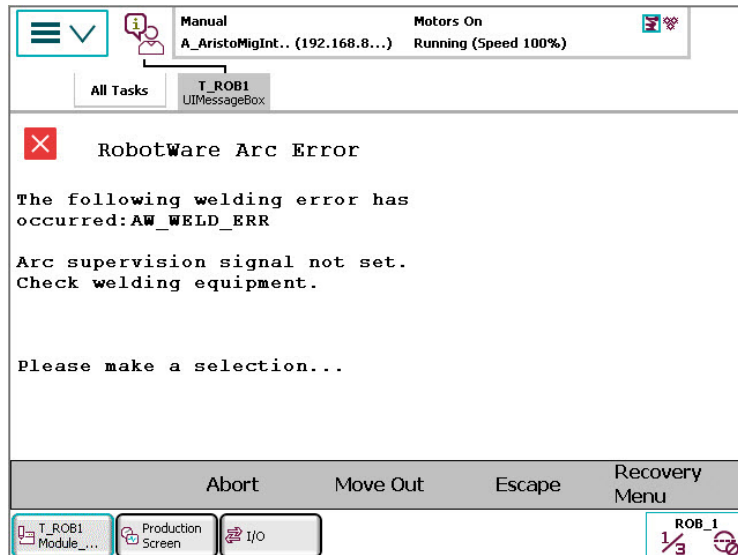 Manual
Motors On
A_AristoMigInt.. (192.168.8...)
Running (Speed 100%)
All Tasks
T_ROB1
UIMessageBox
RobotWare Arc Error
The following welding error has
occurred:AW_WELD_ERR
Arc supervision signal not set.
Check welding equipment.
Please make a selection...
Abort
Move Out
Escape
Recovery
Menu
T_ROB1
Module_...
Production
Screen
I/O
ROB_1
1/3